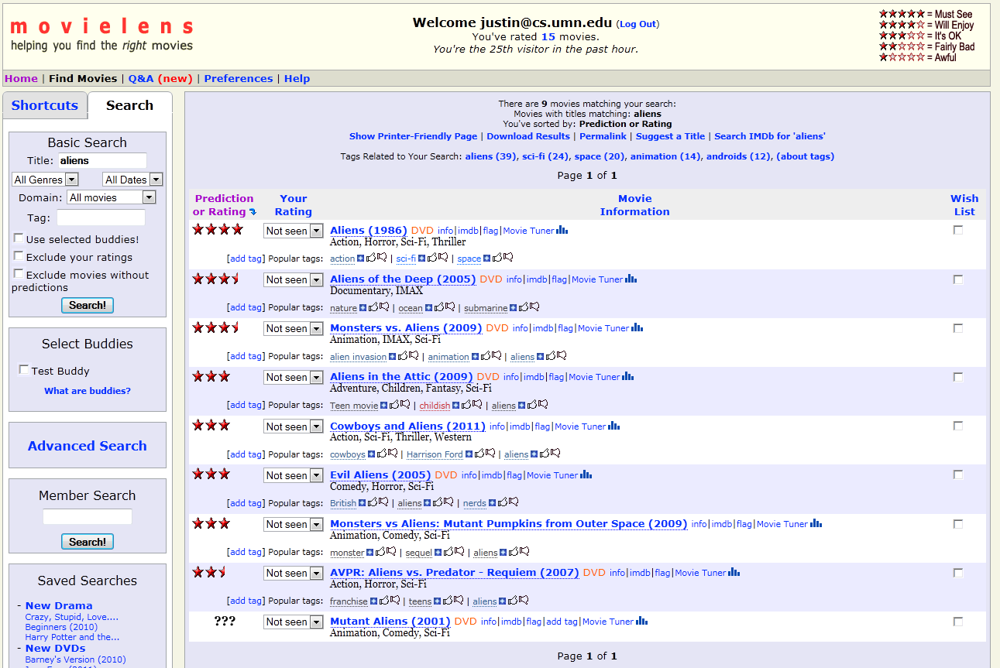 movielens
helping you find the right movies
Welcome justin@cs.umn.edu (Log Out)
You've rated 15 movies.
You're the 25th visitor in the past hour.
= Must See
= Will Enjoy
= It's OK
= Fairly Bad
= Awful
Home | Find Movies | Q&A (new) | Preferences | Help
Shortcuts
Search
Basic Search
Title: aliens
All Genres All Dates
Domain: All movies
Tag:
Use selected buddies!
Exclude your ratings
Exclude movies without
predictions
Search!
Select Buddies
Test Buddy
What are buddies?
Advanced Search
Member Search
Search!
Saved Searches
- New Drama
Crazy, Stupid, Love....
Beginners (2010)
Harry Potter and the...
- New DVDs
Barney's Version (2010)
There are 9 movies matching your search:
Movies with titles matching: aliens
You've sorted by: Prediction or Rating
Show Printer-Friendly Page | Download Results | Permalink | Suggest a Title | Search IMDb for 'aliens'
Tags Related to Your Search: aliens (39), sci-fi (24), space (20), animation (14), androids (12), (about tags)
Page 1 of 1
Prediction
or Rating
Your
Rating
Movie
Information
Wish
List
Not seen Aliens (1986) DVD info|imdb|flag|Movie Tuner
Action, Horror, Sci-Fi, Thriller
[add tag] Popular tags: action | sci-fi | space
Not seen Aliens of the Deep (2005) DVD info|imdb|flag|Movie Tuner
Documentary, IMAX
[add tag] Popular tags: nature | ocean | submarine
Not seen Monsters vs. Aliens (2009) DVD info|imdb|flag|Movie Tuner
Animation, IMAX, Sci-Fi
[add tag] Popular tags: alien invasion | animation | aliens
Not seen Aliens in the Attic (2009) DVD info|imdb|flag|Movie Tuner
Adventure, Children, Fantasy, Sci-Fi
[add tag] Popular tags: Teen movie | childish | aliens
Not seen Cowboys and Aliens (2011) info|imdb|flag|Movie Tuner
Action, Sci-Fi, Thriller, Western
[add tag] Popular tags: cowboys | Harrison Ford | aliens
Not seen Evil Aliens (2005) DVD info|imdb|flag|Movie Tuner
Comedy, Horror, Sci-Fi
[add tag] Popular tags: British | aliens | nerds
Not seen Monsters vs Aliens: Mutant Pumpkins from Outer Space (2009) info|imdb|flag|Movie Tuner
Animation, Comedy, Sci-Fi
[add tag] Popular tags: monster | sequel | aliens
Not seen AVPR: Aliens vs. Predator - Requiem (2007) DVD info|imdb|flag|Movie Tuner
Action, Horror, Sci-Fi
[add tag] Popular tags: franchise | teens | aliens
??? Not seen Mutant Aliens (2001) DVD info|imdb|flag|add tag|Movie Tuner
Animation, Comedy, Sci-Fi
Page 1 of 1